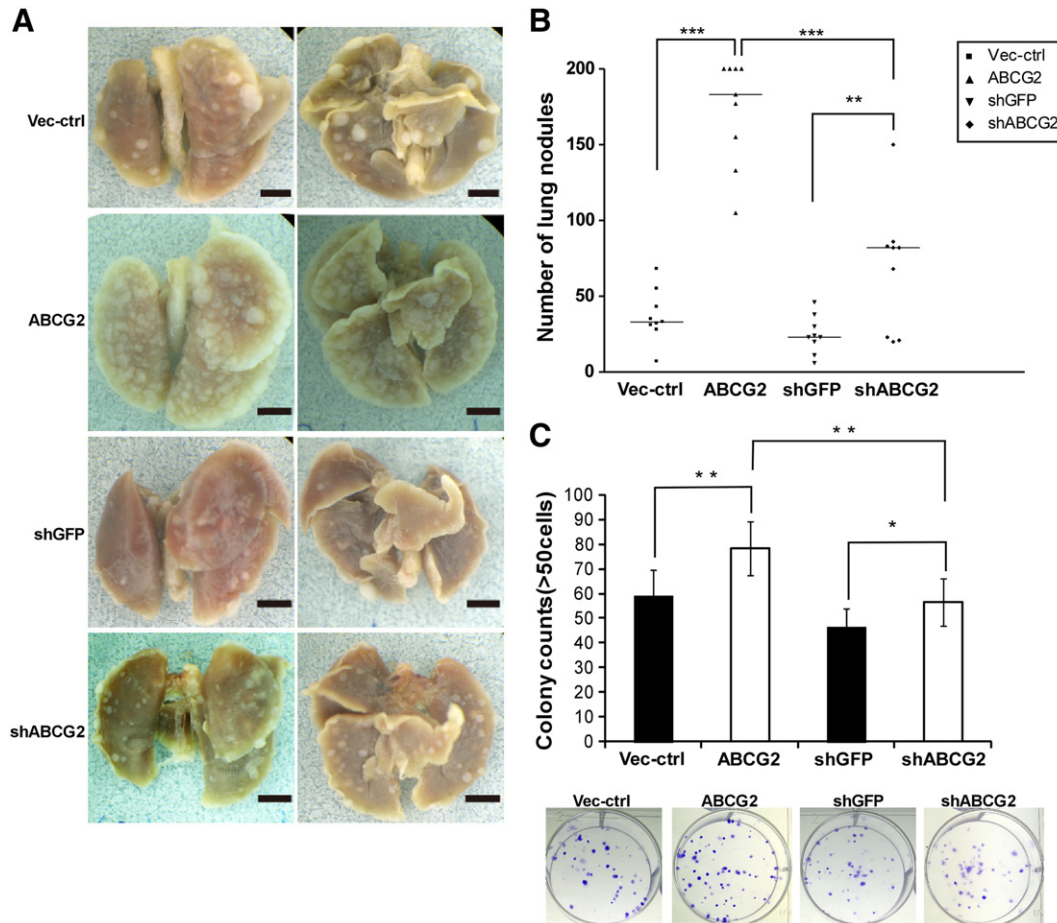 A
Vec-ctrl
ABCG2
shGFP
shABCG2
B
*** ***
**
Vec-ctrl
ABCG2
shGFP
shABCG2
Number of lung nodules
200
150
100
50
0
Vec-ctrl ABCG2 shGFP shABCG2
C
* *
* *
*
Colony counts(>50cells)
100
90
80
70
60
50
40
30
20
10
0
Vec-ctrl ABCG2 shGFP shABCG2
Vec-ctrl ABCG2 shGFP shABCG2